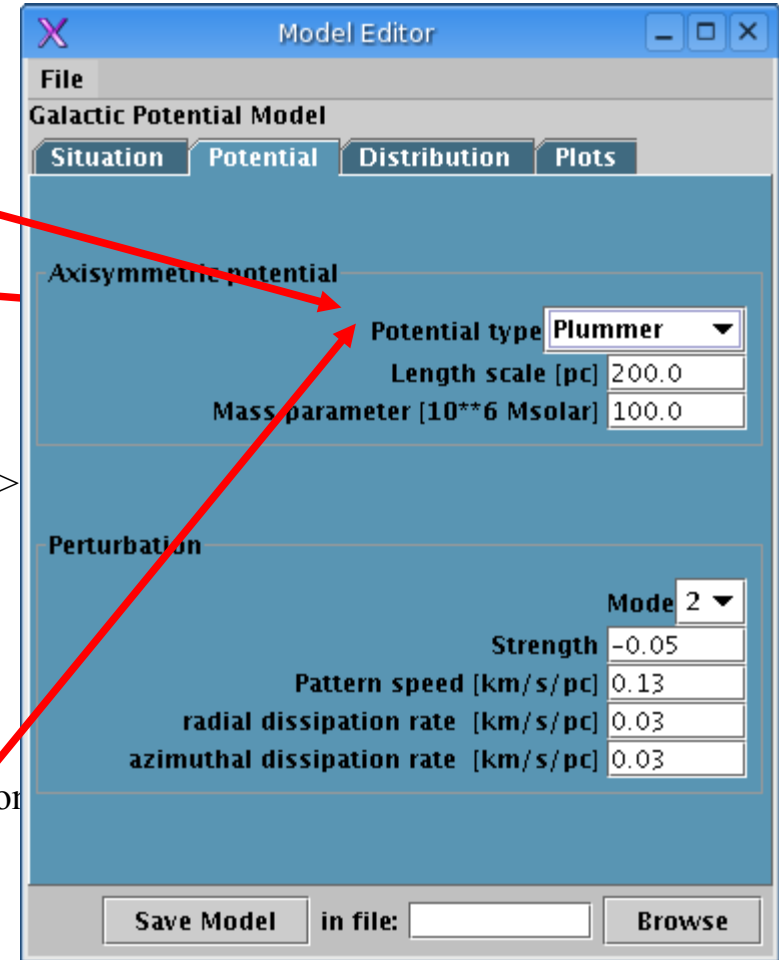 Model Editor
File
Galactic Potential Model
Situation Potential Distribution Plots
Axisymmetric potential
Potential type Plummer
Length scale [pc] 200.0
Mass parameter [10**6 Msolar] 100.0
>
Perturbation
Mode 2
Strength -0.05
Pattern speed [km/s/pc] 0.13
radial dissipation rate [km/s/pc] 0.03
azimuthal dissipation rate [km/s/pc] 0.03
or
Save Model in file: Browse